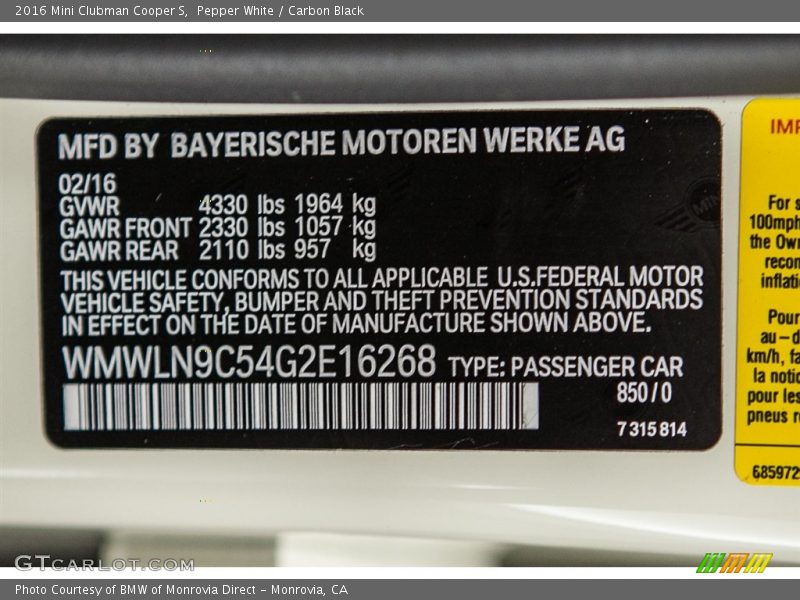 2016 Mini Clubman Cooper S,  Pepper White / Carbon Black
MFD BY BAYERISCHE MOTOREN WERKE AG
02/16
GVWR 4330 lbs 1964 kg
GAWR FRONT 2330 lbs 1057 kg
GAWR REAR 2110 lbs 957 kg
THIS VEHICLE CONFORMS TO ALL APPLICABLE U.S.FEDERAL MOTOR
VEHICLE SAFETY, BUMPER AND THEFT PREVENTION STANDARDS
IN EFFECT ON THE DATE OF MANUFACTURE SHOWN ABOVE.
WMWLN9C54G2E16268 TYPE: PASSENGER CAR
850/0
7 315 814
IMP
For s
100mph
the Own
recon
inflati
Pour
au-d
km/h, fa
la notic
pour les
pneus r
685972
GTCARLOT.COM
Photo Courtesy of BMW of Monrovia Direct - Monrovia, CA